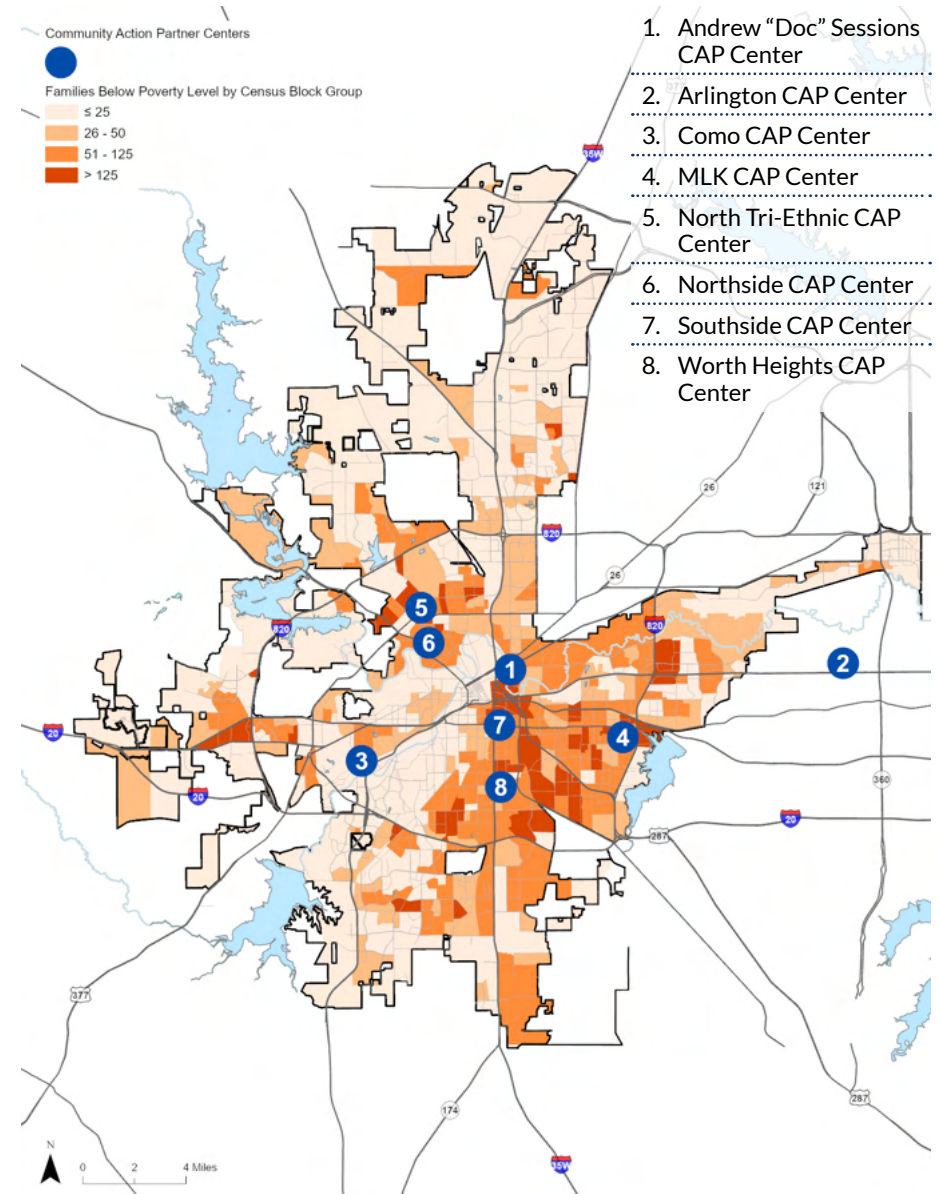 Community Action Partner Centers
Families Below Poverty Level by Census Block Group
≤ 25
26 - 50
51 - 125
> 125
1. Andrew “Doc” Sessions
CAP Center
2. Arlington CAP Center
3. Como CAP Center
4. MLK CAP Center
5. North Tri-Ethnic CAP
Center
6. Northside CAP Center
7. Southside CAP Center
8. Worth Heights CAP
Center
377
35W
26
121
820
26
5
820
820
6
1
2
7
20
4
3
360
8
20
20
287
377
287
174
35W
N
0 2 4 Miles